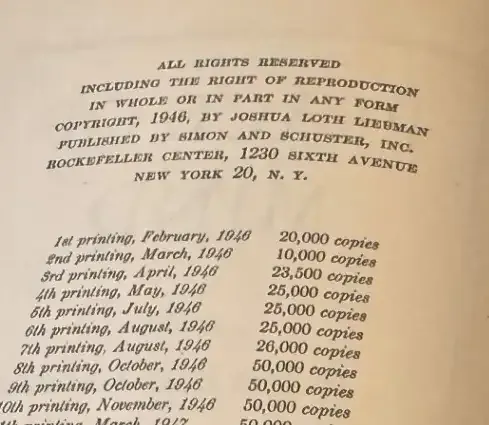 ALL RIGHTS RESERVED
INCLUDING THE RIGHT OF REPRODUCTION
IN WHOLE OR IN PART IN ANY FORM
COPYRIGHT, 1946, BY JOSHUA LOTH LIEBMAN
PUBLISHED BY SIMON AND SCHUSTER, INC.
ROCKEFELLER CENTER, 1230 SIXTH AVENUE
NEW YORK 20, N. Y.
1st printing, February, 1946 20,000 copies
2nd printing, March, 1946 10,000 copies
3rd printing, April, 1946 23,500 copies
4th printing, May, 1946 25,000 copies
5th printing, July, 1946 25,000 copies
6th printing, August, 1946 25,000 copies
7th printing, August, 1946 26,000 copies
8th printing, October, 1946 50,000 copies
9th printing, October, 1946 50,000 copies
10th printing, November, 1946 50,000 copies
printing, March, 1947